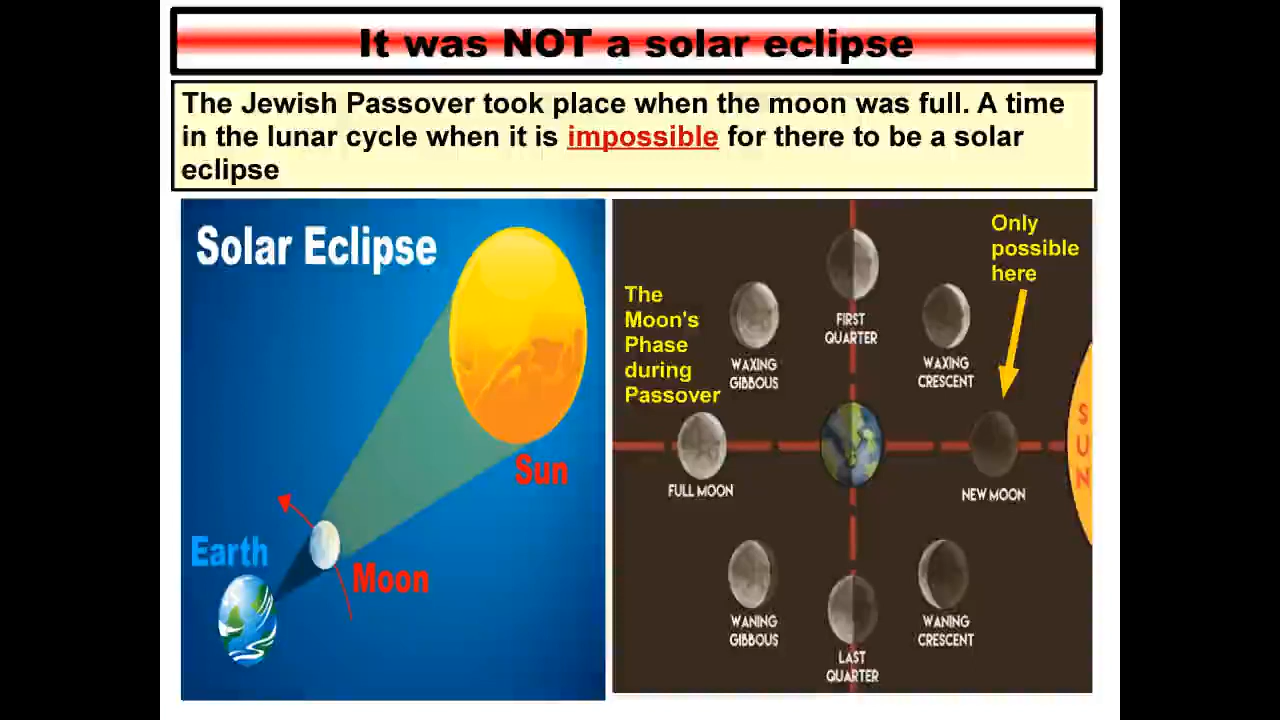 It was NOT a solar eclipse
The Jewish Passover took place when the moon was full. A time
in the lunar cycle when it is impossible for there to be a solar
eclipse
Solar Eclipse
Sun
Earth
Moon
Only
possible
here
The
Moon's
Phase
during
Passover
FIRST
QUARTER
WAXING
GIBBOUS
WAXING
CRESCENT
FULL MOON
NEW MOON
SUN
WANING
GIBBOUS
WANING
CRESCENT
LAST
QUARTER